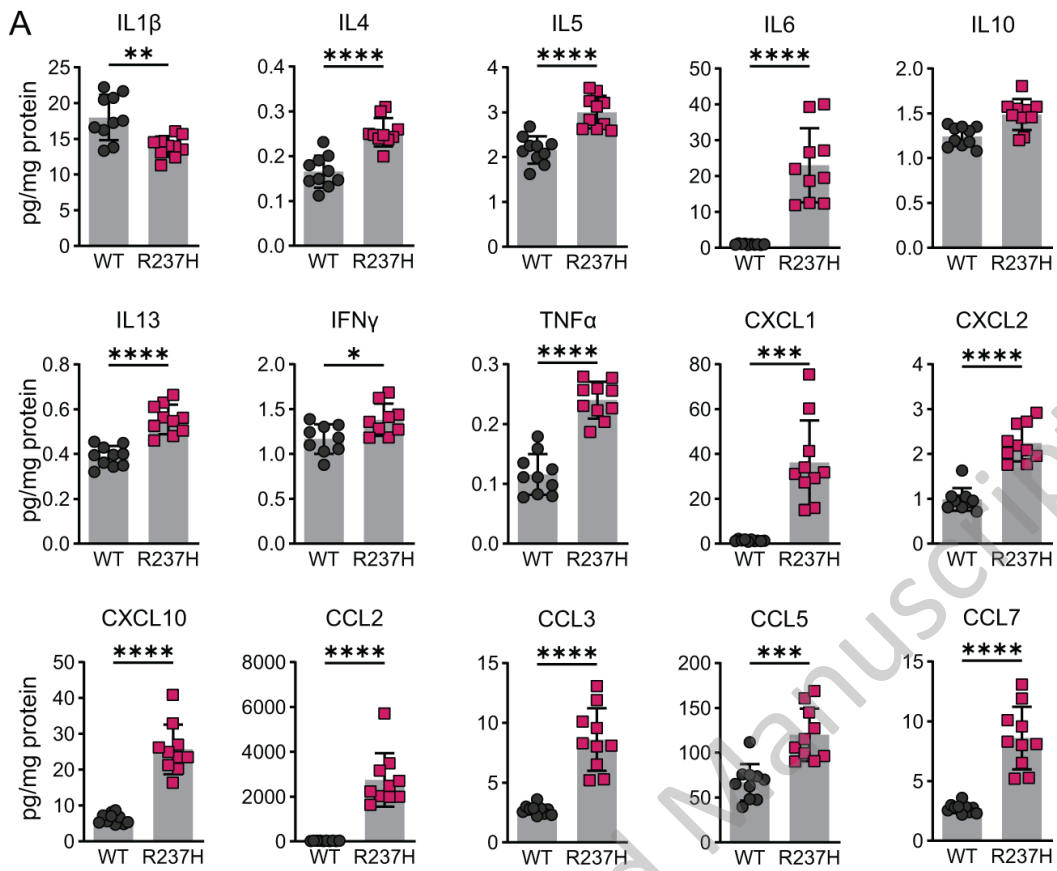 A
IL1β IL4 IL5 IL6 IL10
** **** **** ****
pg/mg protein
25 20 15 10 5 0
0.4 0.3 0.2 0.1 0.0
4 3 2 1 0
50 40 30 20 10 0
2.0 1.5 1.0 0.5 0.0
WT R237H WT R237H WT R237H WT R237H WT R237H
IL13 IFNγ TNFα CXCL1 CXCL2
**** * **** *** ****
pg/mg protein
0.8 0.6 0.4 0.2 0.0
2.0 1.5 1.0 0.5 0.0
0.3 0.2 0.1 0.0
80 60 40 20 0
4 3 2 1 0
WT R237H WT R237H WT R237H WT R237H WT R237H
CXCL10 CCL2 CCL3 CCL5 CCL7
**** **** **** *** ****
pg/mg protein
50 40 30 20 10 0
8000 6000 4000 2000 0
15 10 5 0
200 150 100 50 0
15 10 5 0
WT R237H WT R237H WT R237H WT R237H WT R237H
d Manuscript